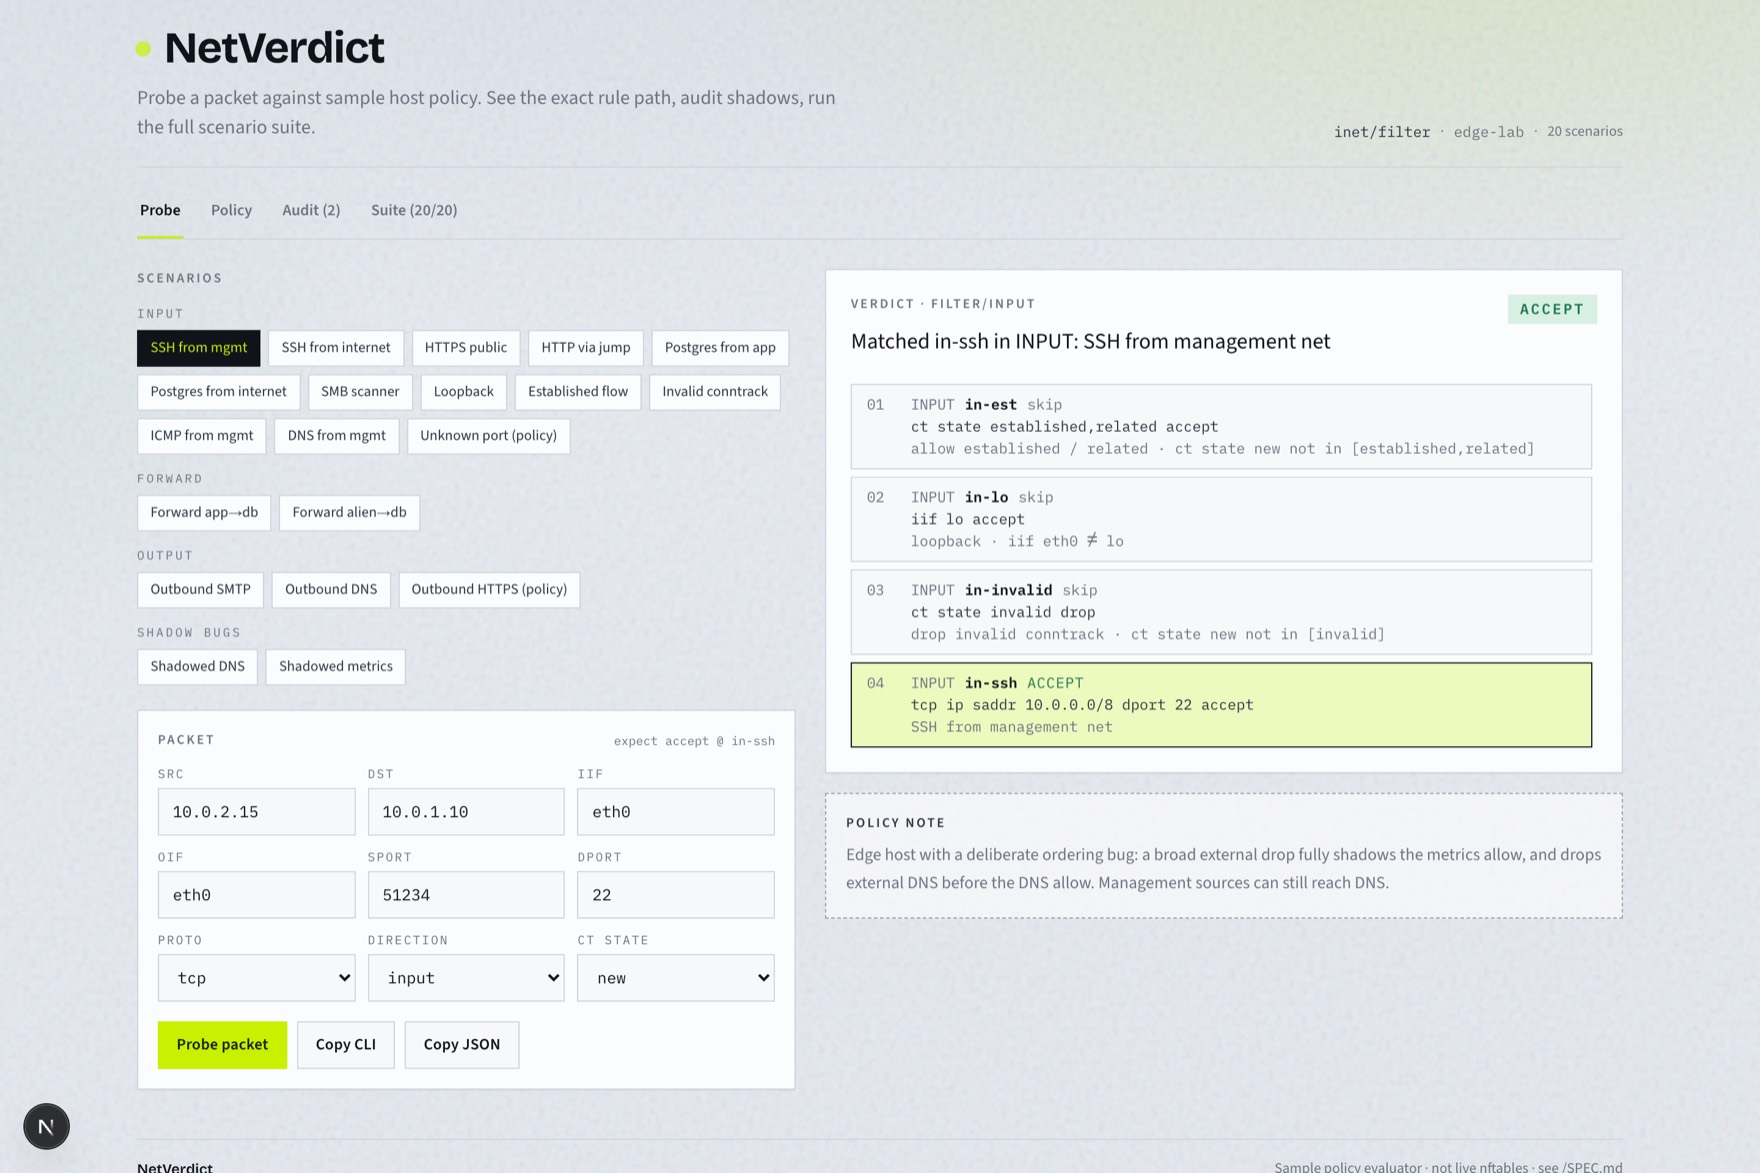 NetVerdict
Probe a packet against sample host policy. See the exact rule path, audit shadows, run
the full scenario suite.
inet/filter · edge-lab · 20 scenarios
Probe Policy Audit (2) Suite (20/20)
SCENARIOS
INPUT
SSH from mgmt SSH from internet HTTPS public HTTP via jump Postgres from app
Postgres from internet SMB scanner Loopback Established flow Invalid conntrack
ICMP from mgmt DNS from mgmt Unknown port (policy)
FORWARD
Forward app→db Forward alien→db
OUTPUT
Outbound SMTP Outbound DNS Outbound HTTPS (policy)
SHADOW BUGS
Shadowed DNS Shadowed metrics
PACKET expect accept @ in-ssh
SRC DST IIF
10.0.2.15 10.0.1.10 eth0
OIF SPORT DPORT
eth0 51234 22
PROTO DIRECTION CT STATE
tcp input new
Probe packet Copy CLI Copy JSON
VERDICT · FILTER/INPUT ACCEPT
Matched in-ssh in INPUT: SSH from management net
01 INPUT in-est skip
ct state established,related accept
allow established / related · ct state new not in [established,related]
02 INPUT in-lo skip
iif lo accept
loopback · iif eth0 ≠ lo
03 INPUT in-invalid skip
ct state invalid drop
drop invalid conntrack · ct state new not in [invalid]
04 INPUT in-ssh ACCEPT
tcp ip saddr 10.0.0.0/8 dport 22 accept
SSH from management net
POLICY NOTE
Edge host with a deliberate ordering bug: a broad external drop fully shadows the metrics allow, and drops
external DNS before the DNS allow. Management sources can still reach DNS.
N
NetVerdict
Sample policy evaluator · not live nftables · see /SPEC.md